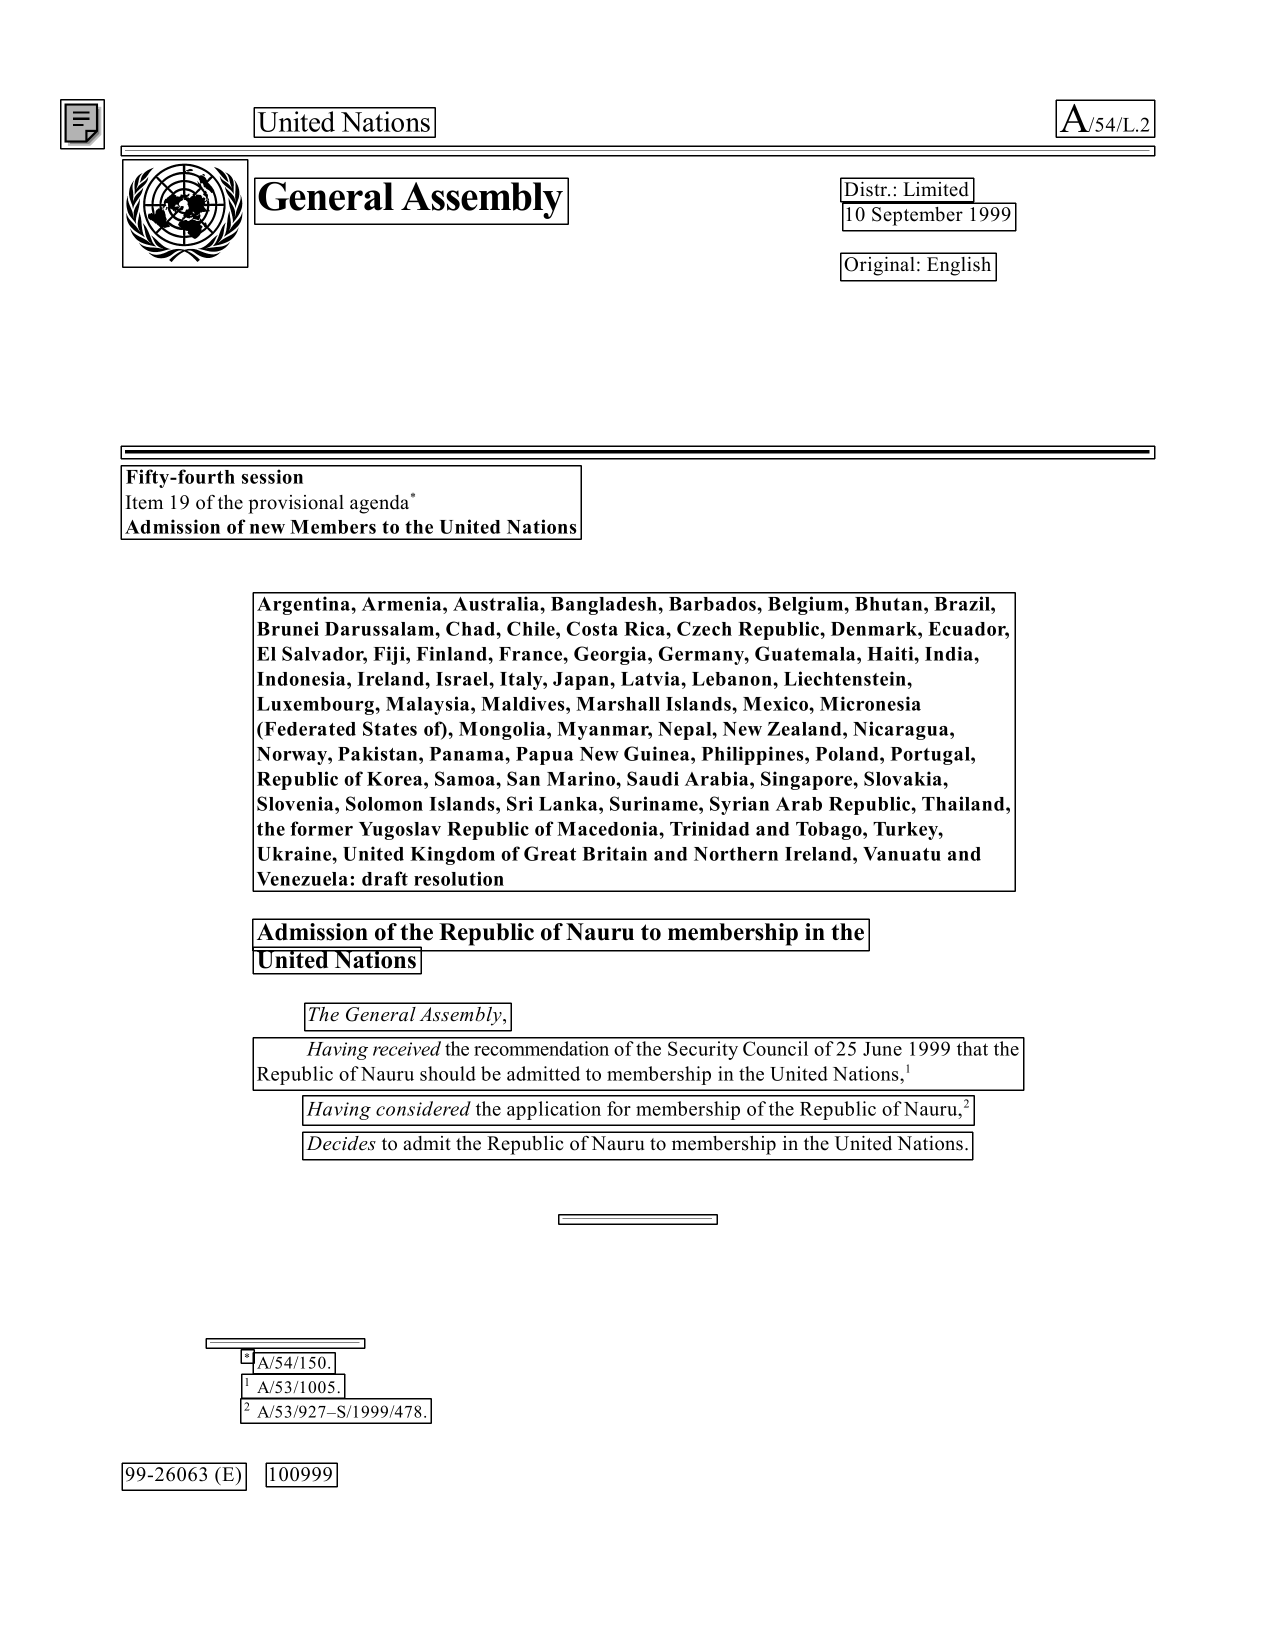 United Nations
A/54/L.2
General Assembly
Distr.: Limited
10 September 1999
Original: English
Fifty-fourth session
Item 19 of the provisional agenda*
Admission of new Members to the United Nations
Argentina, Armenia, Australia, Bangladesh, Barbados, Belgium, Bhutan, Brazil,
Brunei Darussalam, Chad, Chile, Costa Rica, Czech Republic, Denmark, Ecuador,
El Salvador, Fiji, Finland, France, Georgia, Germany, Guatemala, Haiti, India,
Indonesia, Ireland, Israel, Italy, Japan, Latvia, Lebanon, Liechtenstein,
Luxembourg, Malaysia, Maldives, Marshall Islands, Mexico, Micronesia
(Federated States of), Mongolia, Myanmar, Nepal, New Zealand, Nicaragua,
Norway, Pakistan, Panama, Papua New Guinea, Philippines, Poland, Portugal,
Republic of Korea, Samoa, San Marino, Saudi Arabia, Singapore, Slovakia,
Slovenia, Solomon Islands, Sri Lanka, Suriname, Syrian Arab Republic, Thailand,
the former Yugoslav Republic of Macedonia, Trinidad and Tobago, Turkey,
Ukraine, United Kingdom of Great Britain and Northern Ireland, Vanuatu and
Venezuela: draft resolution
Admission of the Republic of Nauru to membership in the
United Nations
The General Assembly,
Having received the recommendation of the Security Council of 25 June 1999 that the
Republic of Nauru should be admitted to membership in the United Nations,¹
Having considered the application for membership of the Republic of Nauru,²
Decides to admit the Republic of Nauru to membership in the United Nations.
* A/54/150.
¹ A/53/1005.
² A/53/927–S/1999/478.
99-26063 (E) 100999